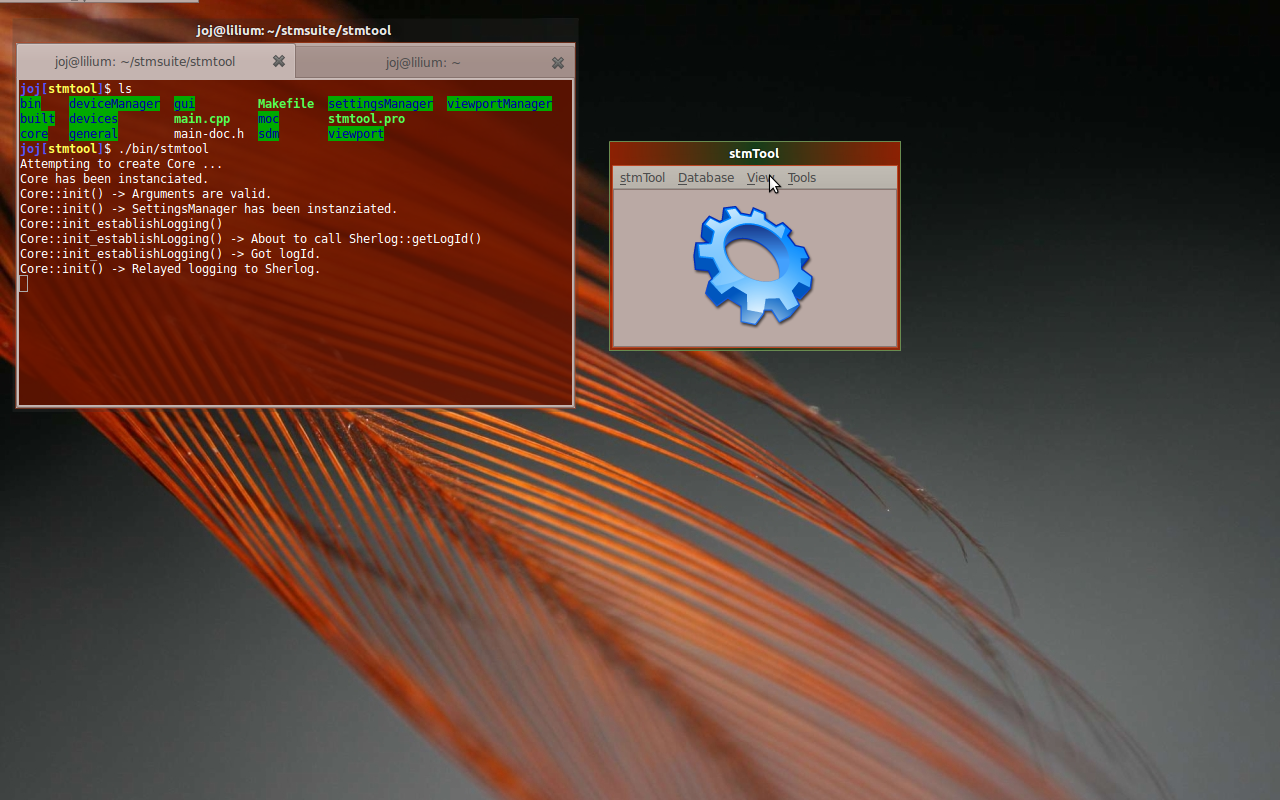 joj@lilium: ~/stmsuite/stmtool
joj@lilium: ~/stmsuite/stmtool joj@lilium: ~
joj[stmtool]$ ls
bin deviceManager gui Makefile settingsManager viewportManager
built devices main.cpp moc stmtool.pro
core general main-doc.h sdm viewport
joj[stmtool]$ ./bin/stmtool
Attempting to create Core ...
Core has been instanciated.
Core::init() -> Arguments are valid.
Core::init() -> SettingsManager has been instanziated.
Core::init_establishLogging()
Core::init_establishLogging() -> About to call Sherlog::getLogId()
Core::init_establishLogging() -> Got logId.
Core::init() -> Relayed logging to Sherlog.
stmTool
stmTool Database View Tools